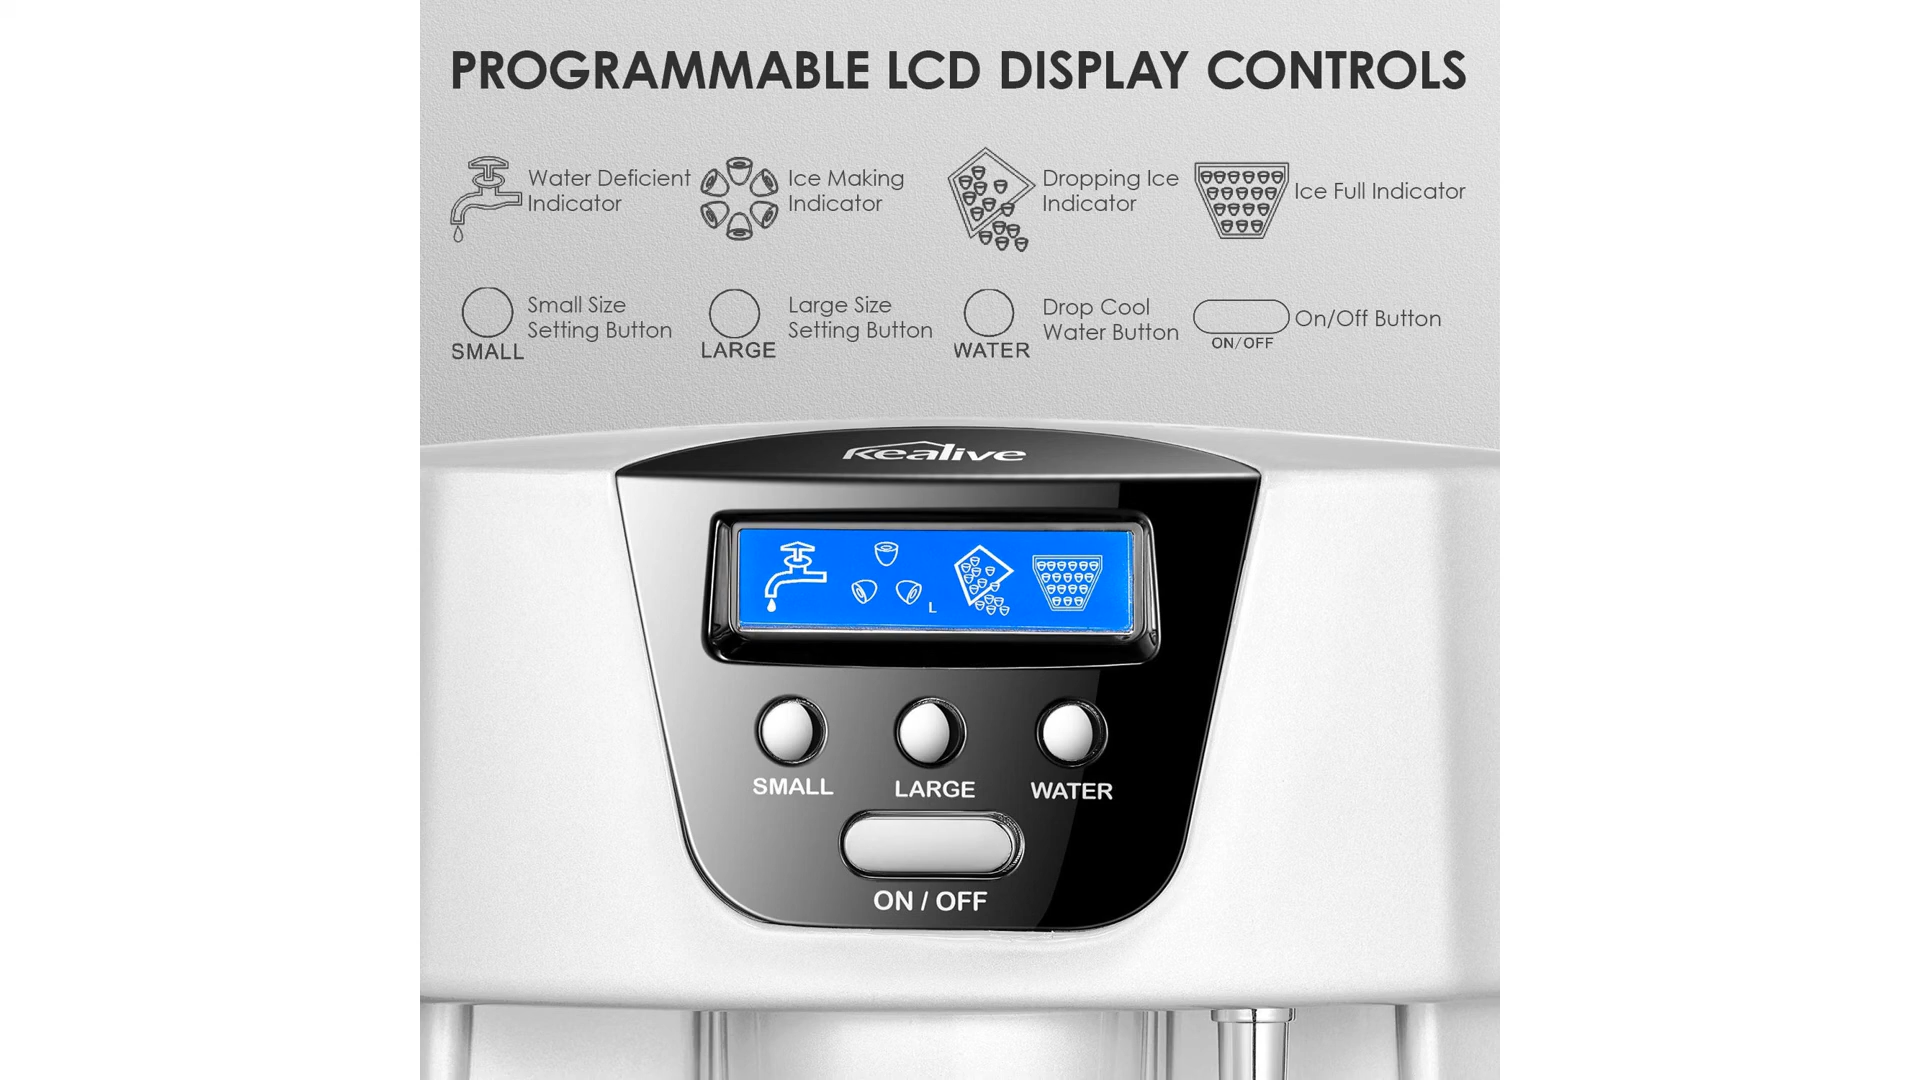 PROGRAMMABLE LCD DISPLAY CONTROLS
Water Deficient
Indicator
Ice Making
Indicator
Dropping Ice
Indicator
Ice Full Indicator
Small Size
Setting Button
SMALL
Large Size
Setting Button
LARGE
Drop Cool
Water Button
WATER
On/Off Button
ON/OFF
Kealive
L
SMALL
LARGE
WATER
ON / OFF